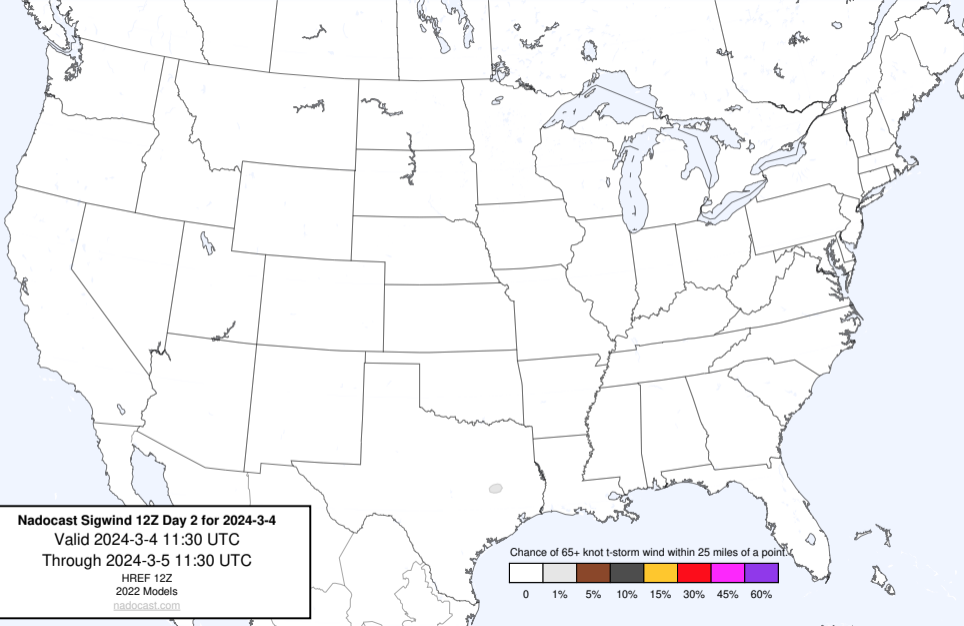 Nadocast Sigwind 12Z Day 2 for 2024-3-4
Valid 2024-3-4 11:30 UTC
Through 2024-3-5 11:30 UTC
HREF 12Z
2022 Models
nadocast.com
Chance of 65+ knot t-storm wind within 25 miles of a point.
0 1% 5% 10% 15% 30% 45% 60%